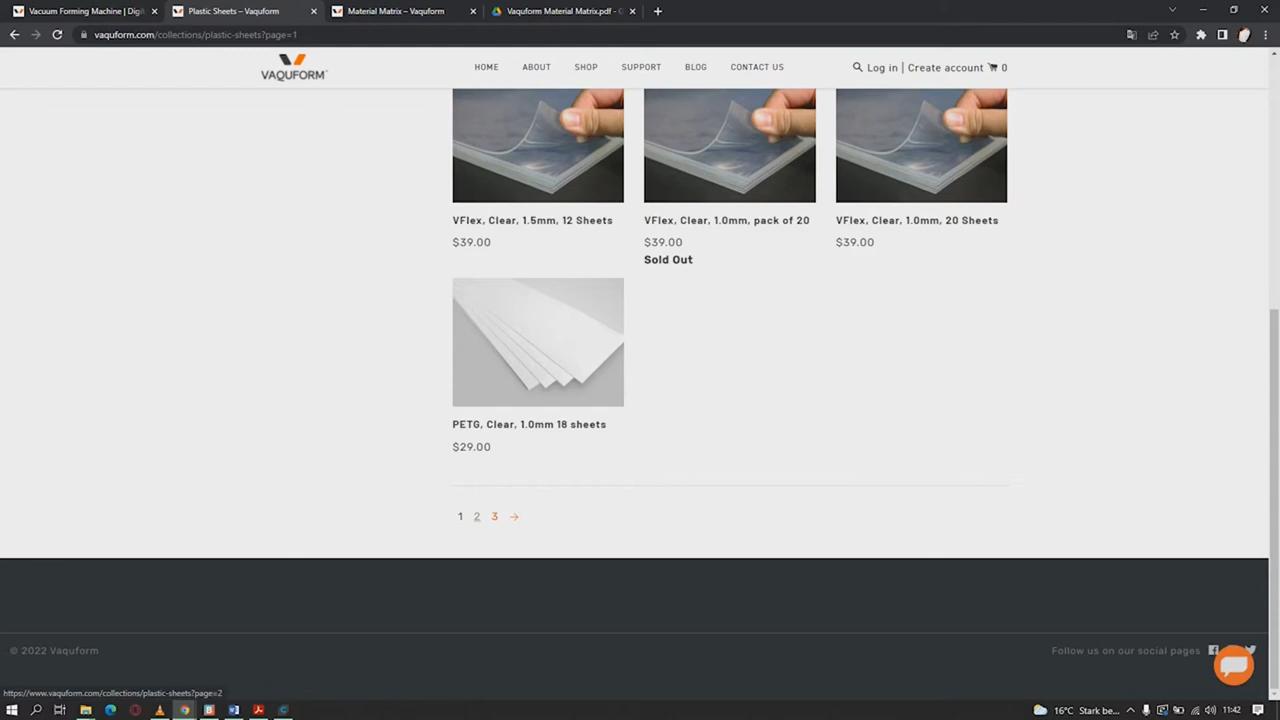 Vacuum Forming Machine | Digi
Plastic Sheets – Vaquform
Material Matrix – Vaquform
Vaquform Material Matrix.pdf - G
vaquform.com/collections/plastic-sheets?page=1
VAQUFORM
HOME ABOUT SHOP SUPPORT BLOG CONTACT US
Log in | Create account 0
VFlex, Clear, 1.5mm, 12 Sheets
$39.00
VFlex, Clear, 1.0mm, pack of 20
$39.00
Sold Out
VFlex, Clear, 1.0mm, 20 Sheets
$39.00
PETG, Clear, 1.0mm 18 sheets
$29.00
1 2 3 →
© 2022 Vaquform
Follow us on our social pages
https://www.vaquform.com/collections/plastic-sheets?page=2
16°C Stark be...
11:42